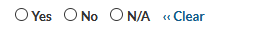 Yes No N/A ‹‹ Clear